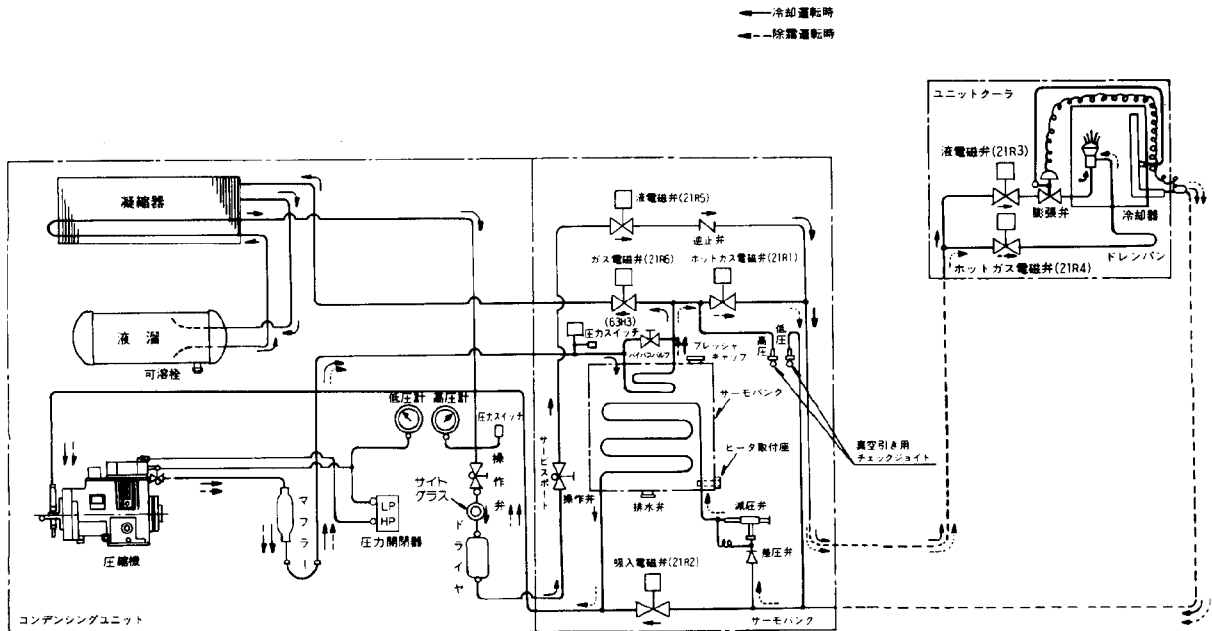 冷却運転時
除霜運転時
ユニットクーラ
液電磁弁(21R3)
膨張弁
冷却器
ドレンパン
ホットガス電磁弁(21R4)
凝縮器
液電磁弁(21R5)
逆止弁
ガス電磁弁(21R6)
ホットガス電磁弁(21R1)
液溜
可溶栓
(63H3)
圧力スイッチ
バイパスバルブ
プレッシャ
キャップ
高圧
低圧
サーモバンク
低圧計
高圧計
圧力スイッチ
操作弁
サービスポート
操作弁
ヒータ取付座
真空引き用
チェックジョイト
サイト
グラス
LP
HP
圧力開閉器
マフラー
ドライヤ
排水弁
減圧弁
差圧弁
圧縮機
吸入電磁弁(21R2)
コンデンシングユニット
サーモバンク